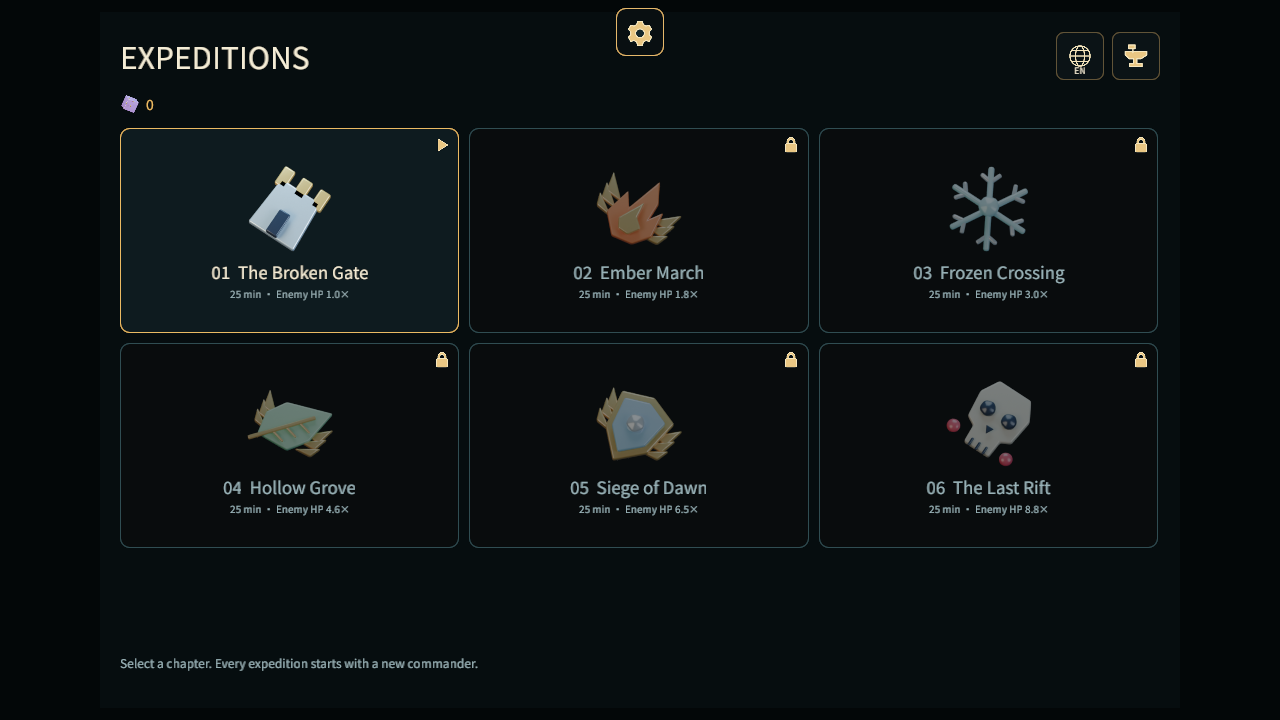 EXPEDITIONS
EN
0
01 The Broken Gate
25 min • Enemy HP 1.0×
02 Ember March
25 min • Enemy HP 1.8×
03 Frozen Crossing
25 min • Enemy HP 3.0×
04 Hollow Grove
25 min • Enemy HP 4.6×
05 Siege of Dawn
25 min • Enemy HP 6.5×
06 The Last Rift
25 min • Enemy HP 8.8×
Select a chapter. Every expedition starts with a new commander.